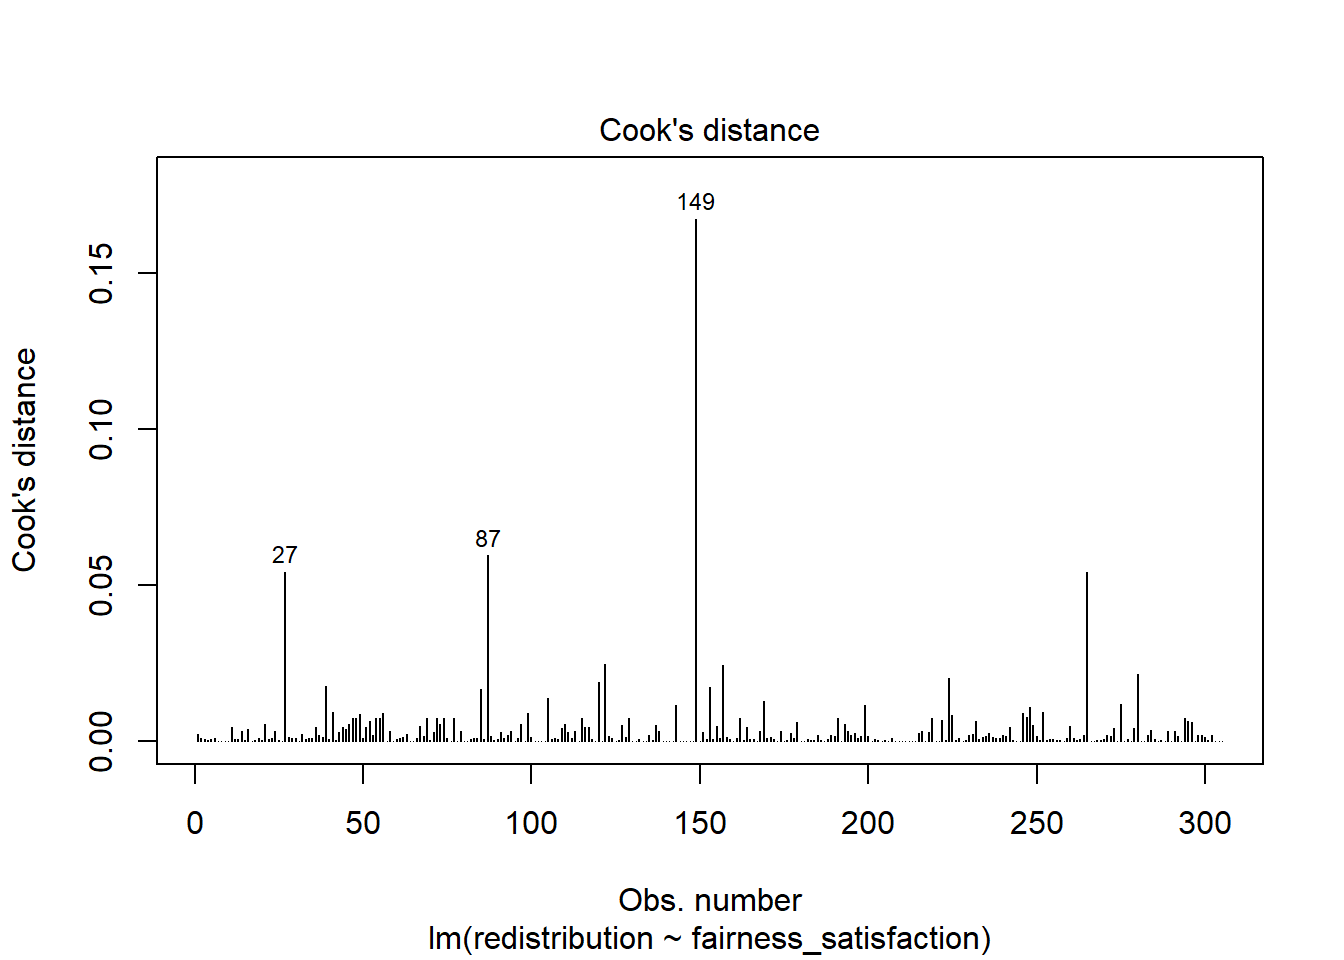 Cook's distance
149
87
27
Cook's distance
0.15
0.10
0.05
0.00
0 50 100 150 200 250 300
Obs. number
lm(redistribution ~ fairness_satisfaction)